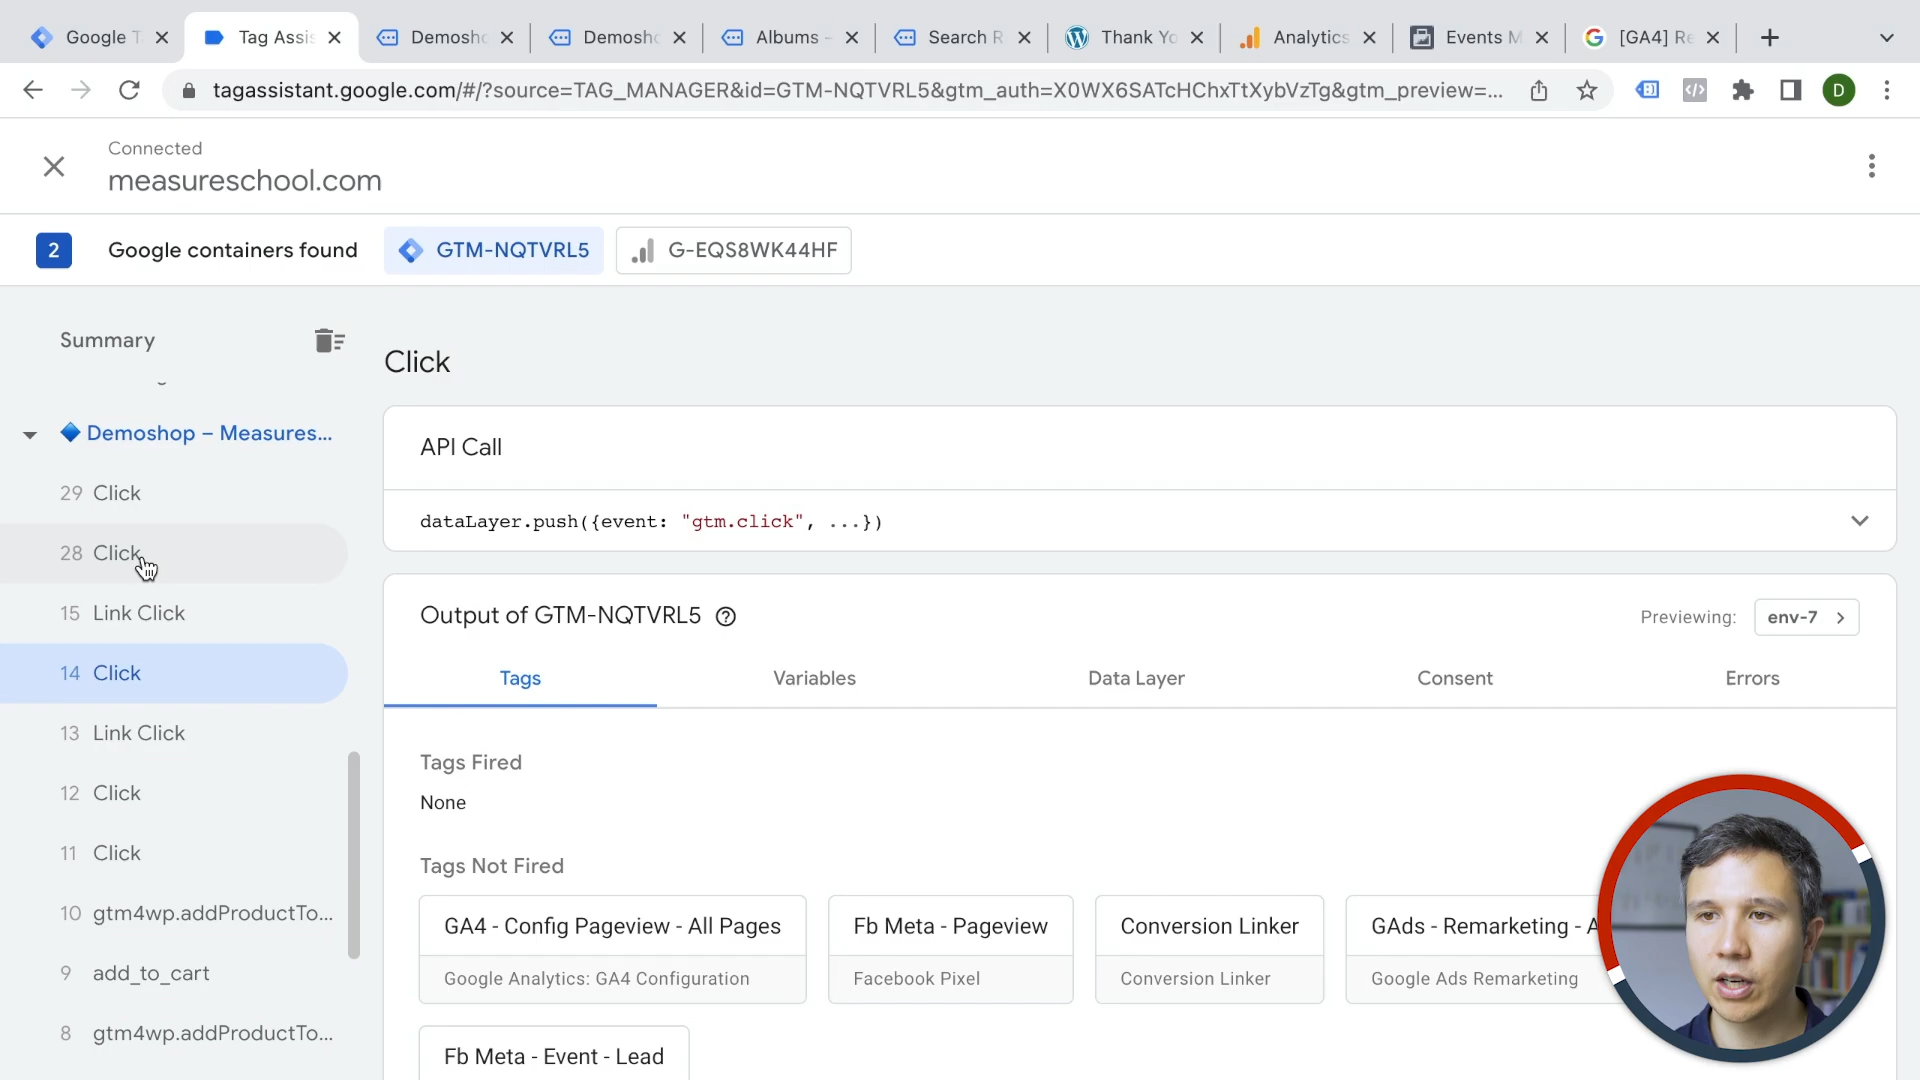 Google T
Tag Assis
Demosho
Demosho
Albums -
Search R
Thank Yo
Analytics
Events M
[GA4] Re
tagassistant.google.com/#/?source=TAG_MANAGER&id=GTM-NQTVRL5&gtm_auth=X0WX6SATcHChxTtXybVzTg&gtm_preview=...
D
Connected
measureschool.com
2
Google containers found
GTM-NQTVRL5
G-EQS8WK44HF
Summary
Demoshop – Measures...
29 Click
28 Click
15 Link Click
14 Click
13 Link Click
12 Click
11 Click
10 gtm4wp.addProductTo...
9 add_to_cart
8 gtm4wp.addProductTo...
Click
API Call
dataLayer.push({event: "gtm.click", ...})
Output of GTM-NQTVRL5
Previewing: env-7
Tags
Variables
Data Layer
Consent
Errors
Tags Fired
None
Tags Not Fired
GA4 - Config Pageview - All Pages
Google Analytics: GA4 Configuration
Fb Meta - Pageview
Facebook Pixel
Conversion Linker
Conversion Linker
GAds - Remarketing - A
Google Ads Remarketing
Fb Meta - Event - Lead